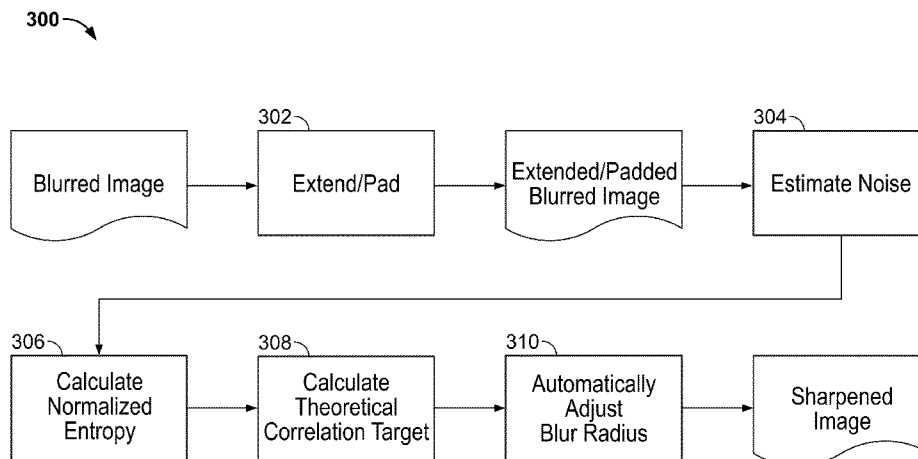 300
302
304
Blurred Image
Extend/Pad
Extended/Padded
Blurred Image
Estimate Noise
306
308
310
Calculate
Normalized
Entropy
Calculate
Theoretical
Correlation Target
Automatically
Adjust
Blur Radius
Sharpened
Image